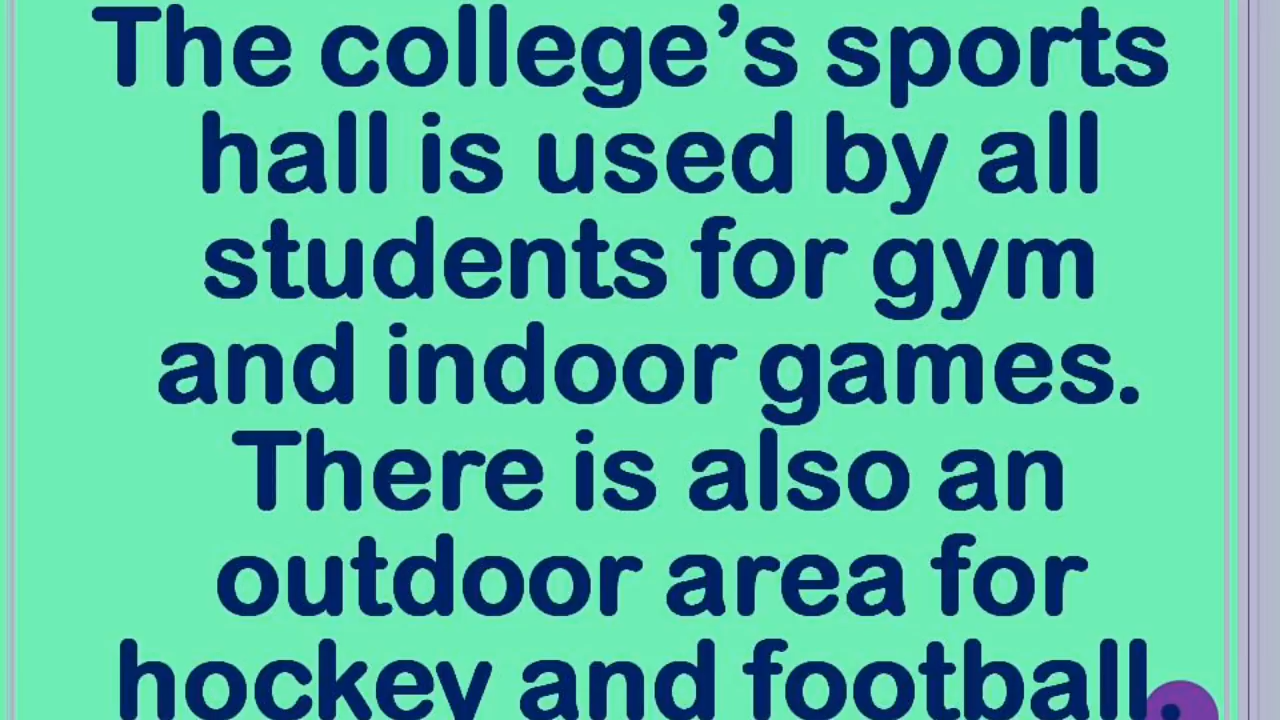 The college’s sports
hall is used by all
students for gym
and indoor games.
There is also an
outdoor area for
hockey and football